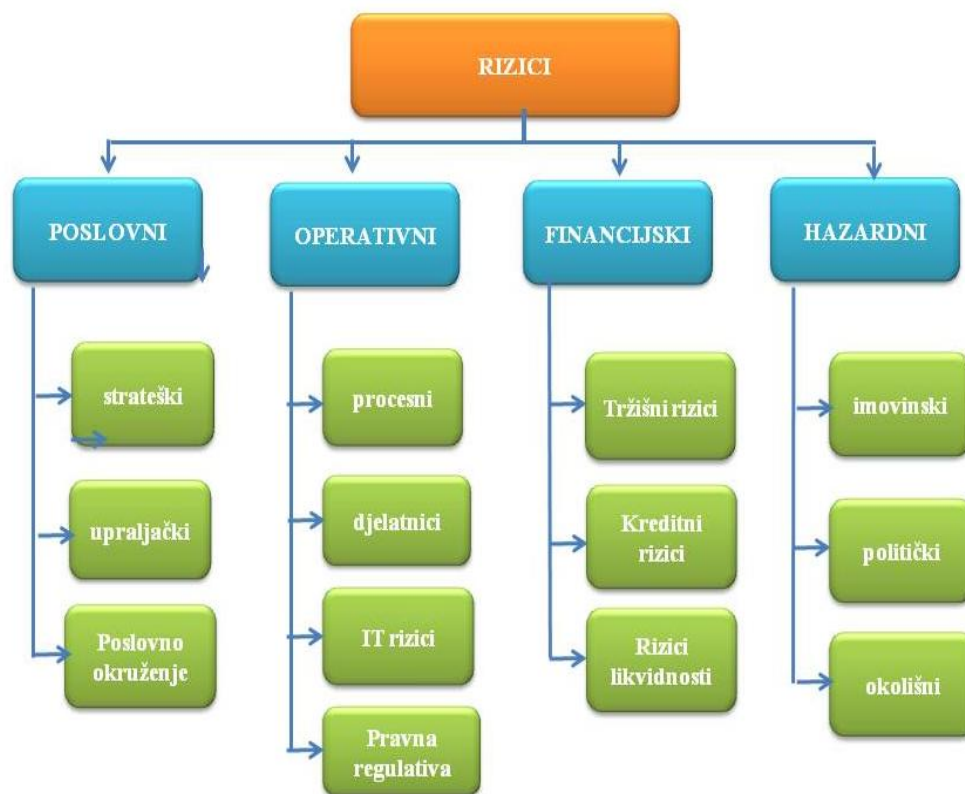 RIZICI
POSLOVNI
OPERATIVNI
FINANCIJSKI
HAZARDNI
strateški
upraljački
Poslovno
okruženje
procesni
djelatnici
IT rizici
Pravna
regulativa
Tržišni rizici
Kreditni
rizici
Rizici
likvidnosti
imovinski
politički
okolišni